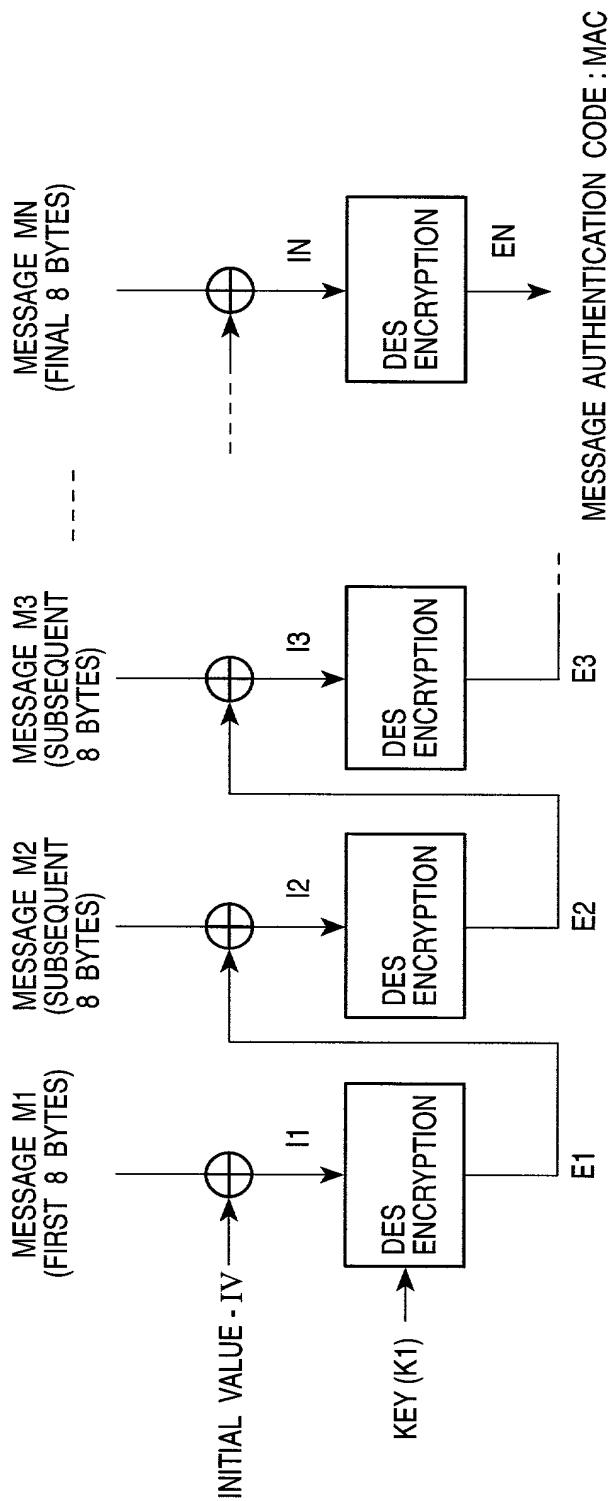 MESSAGE M1
(FIRST 8 BYTES)
MESSAGE M2
(SUBSEQUENT
8 BYTES)
MESSAGE M3
(SUBSEQUENT
8 BYTES)
MESSAGE MN
(FINAL 8 BYTES)
INITIAL VALUE - IV
I1
I2
I3
IN
KEY (K1)
DES
ENCRYPTION
DES
ENCRYPTION
DES
ENCRYPTION
DES
ENCRYPTION
E1
E2
E3
EN
MESSAGE AUTHENTICATION CODE : MAC